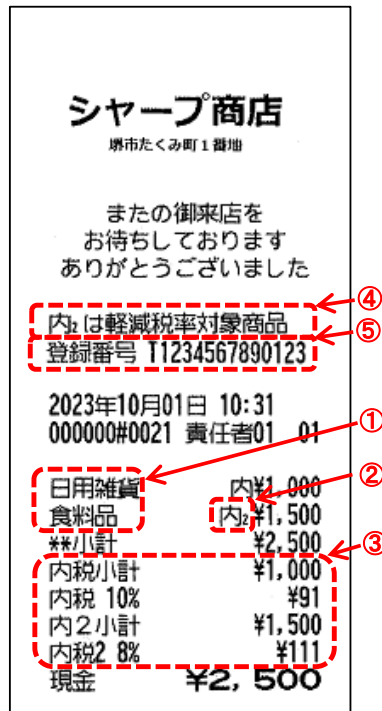 シャープ商店
堺市たくみ町1番地
またの御来店を
お待ちしております
ありがとうございました
④
内₂は軽減税率対象商品
⑤
登録番号 T1234567890123
2023年10月01日 10:31
000000#0021 責任者01 01
①
②
日用雑貨 内¥1,000
食料品 内₂¥1,500
**小計 ¥2,500
③
内税小計 ¥1,000
内税 10% ¥91
内2小計 ¥1,500
内税2 8% ¥111
現金 ¥2,500